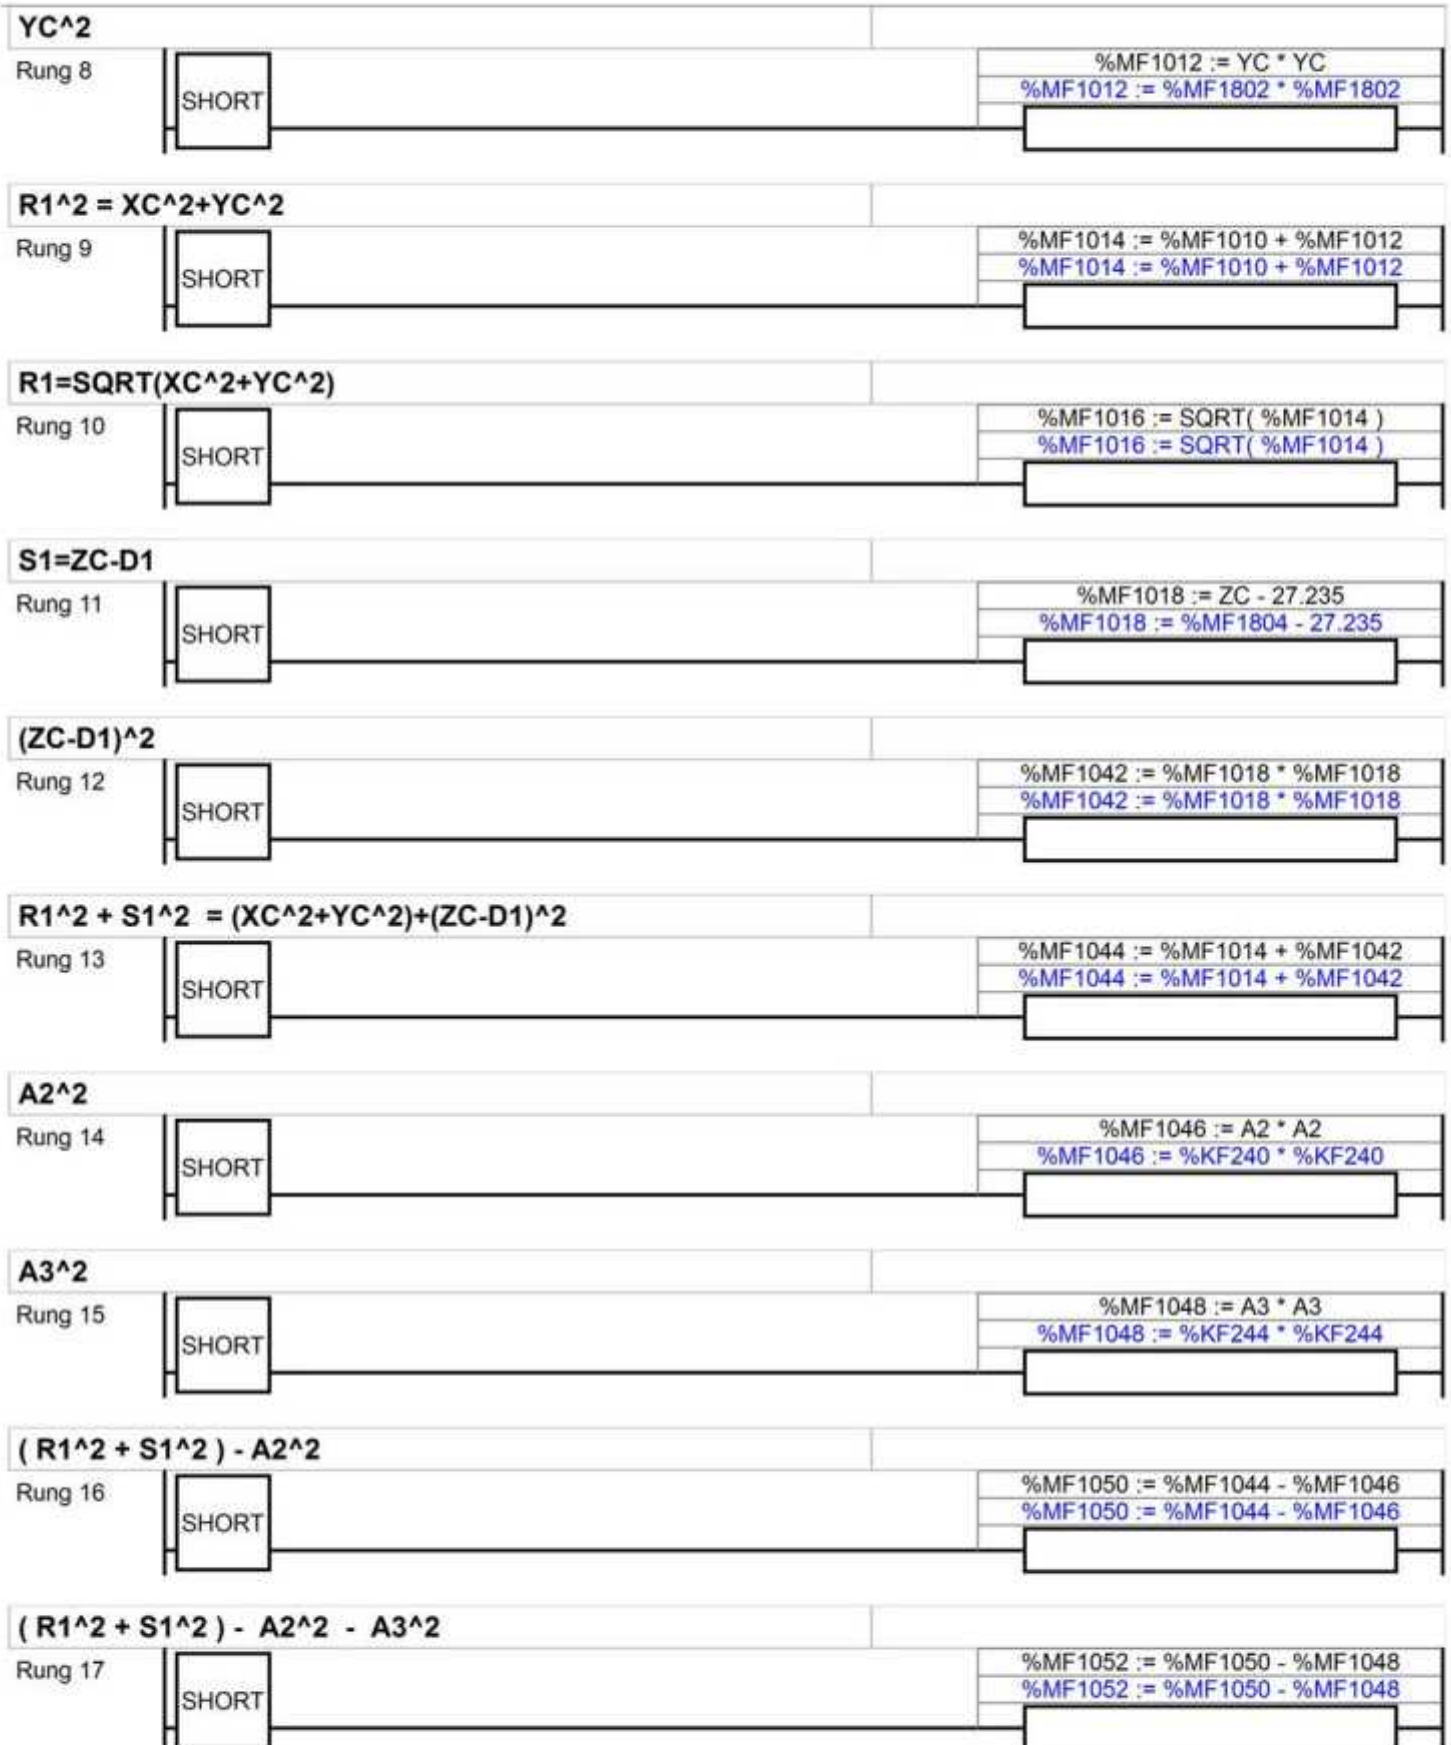 YC^2
Rung 8
SHORT
%MF1012 := YC * YC
%MF1012 := %MF1802 * %MF1802
R1^2 = XC^2+YC^2
Rung 9
SHORT
%MF1014 := %MF1010 + %MF1012
%MF1014 := %MF1010 + %MF1012
R1=SQRT(XC^2+YC^2)
Rung 10
SHORT
%MF1016 := SQRT( %MF1014 )
%MF1016 := SQRT( %MF1014 )
S1=ZC-D1
Rung 11
SHORT
%MF1018 := ZC - 27.235
%MF1018 := %MF1804 - 27.235
(ZC-D1)^2
Rung 12
SHORT
%MF1042 := %MF1018 * %MF1018
%MF1042 := %MF1018 * %MF1018
R1^2 + S1^2  = (XC^2+YC^2)+(ZC-D1)^2
Rung 13
SHORT
%MF1044 := %MF1014 + %MF1042
%MF1044 := %MF1014 + %MF1042
A2^2
Rung 14
SHORT
%MF1046 := A2 * A2
%MF1046 := %KF240 * %KF240
A3^2
Rung 15
SHORT
%MF1048 := A3 * A3
%MF1048 := %KF244 * %KF244
( R1^2 + S1^2 ) - A2^2
Rung 16
SHORT
%MF1050 := %MF1044 - %MF1046
%MF1050 := %MF1044 - %MF1046
( R1^2 + S1^2 ) -  A2^2  -  A3^2
Rung 17
SHORT
%MF1052 := %MF1050 - %MF1048
%MF1052 := %MF1050 - %MF1048